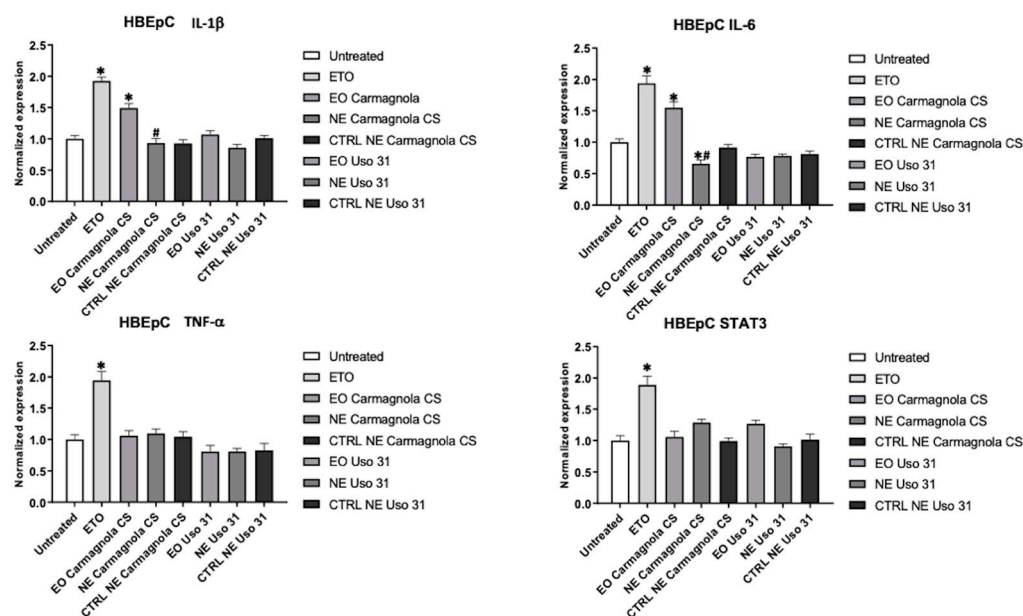 HBEpC IL-1β
Normalized expression
2.5
2.0
1.5
1.0
0.5
0.0
*
*
#
Untreated
ETO
EO Carmagnola CS
NE Carmagnola CS
CTRL NE Carmagnola CS
EO Uso 31
NE Uso 31
CTRL NE Uso 31
Untreated
ETO
EO Carmagnola
NE Carmagnola CS
CTRL NE Carmagnola CS
EO Uso 31
NE Uso 31
CTRL NE Uso 31
HBEpC IL-6
Normalized expression
2.5
2.0
1.5
1.0
0.5
0.0
*
*
*#
Untreated
ETO
EO Carmagnola CS
NE Carmagnola CS
CTRL NE Carmagnola CS
EO Uso 31
NE Uso 31
CTRL NE Uso 31
Untreated
ETO
EO Carmagnola CS
NE Carmagnola CS
CTRL NE Carmagnola CS
EO Uso 31
NE Uso 31
CTRL NE Uso 31
HBEpC TNF-α
Normalized expression
2.5
2.0
1.5
1.0
0.5
0.0
*
Untreated
ETO
EO Carmagnola CS
NE Carmagnola CS
CTRL NE Carmagnola CS
EO Uso 31
NE Uso 31
CTRL NE Uso 31
Untreated
ETO
EO Carmagnola CS
NE Carmagnola CS
CTRL NE Carmagnola CS
EO Uso 31
NE Uso 31
CTRL NE Uso 31
HBEpC STAT3
Normalized expression
2.5
2.0
1.5
1.0
0.5
0.0
*
Untreated
ETO
EO Carmagnola CS
NE Carmagnola CS
CTRL NE Carmagnola CS
EO Uso 31
NE Uso 31
CTRL NE Uso 31
Untreated
ETO
EO Carmagnola CS
NE Carmagnola CS
CTRL NE Carmagnola CS
EO Uso 31
NE Uso 31
CTRL NE Uso 31